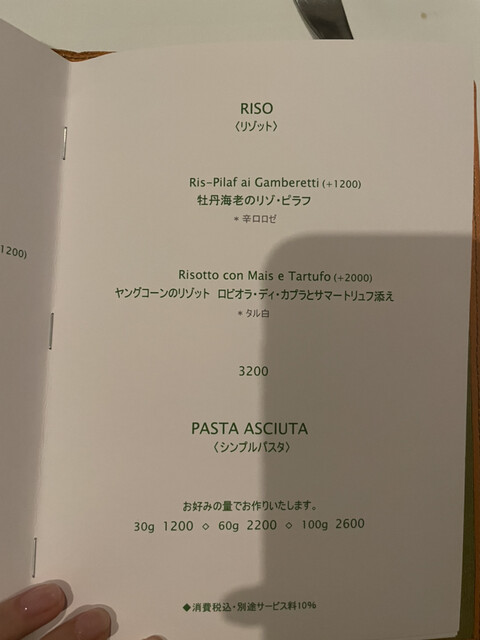 RISO
〈リゾット〉
Ris-Pilaf ai Gamberetti (+1200)
牡丹海老のリゾ・ピラフ
* 辛口ロゼ
1200)
Risotto con Mais e Tartufo (+2000)
ヤングコーンのリゾット ロビオラ・ディ・カプラとサマートリュフ添え
* タル白
3200
PASTA ASCIUTA
〈シンプルパスタ〉
お好みの量でお作りいたします。
30g 1200 ◇ 60g 2200 ◇ 100g 2600
◆消費税込・別途サービス料10%